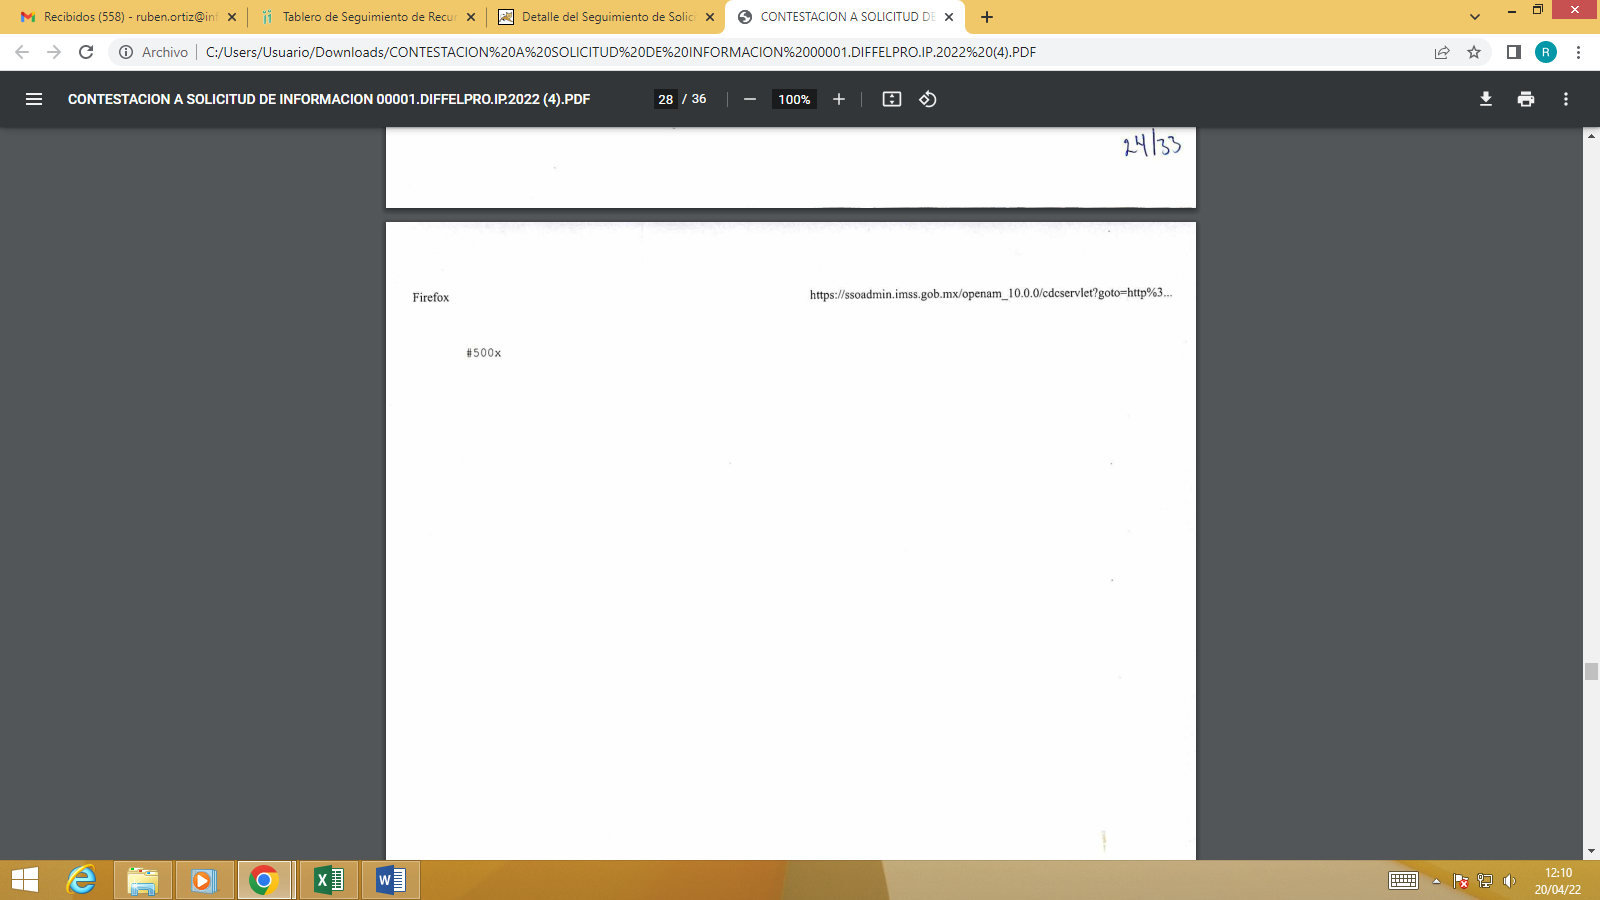 Recibidos (558) - ruben.ortiz@inf
Tablero de Seguimiento de Recur
Detalle del Seguimiento de Solici
CONTESTACION A SOLICITUD DE
Archivo
C:/Users/Usuario/Downloads/CONTESTACION%20A%20SOLICITUD%20DE%20INFORMACION%2000001.DIFFELPRO.IP.2022%20(4).PDF
R
CONTESTACION A SOLICITUD DE INFORMACION 00001.DIFFELPRO.IP.2022 (4).PDF
28 / 36
100%
24/33
Firefox
https://ssoadmin.imss.gob.mx/openam_10.0.0/cdcservlet?goto=http%3...
#500x
12:10
20/04/22